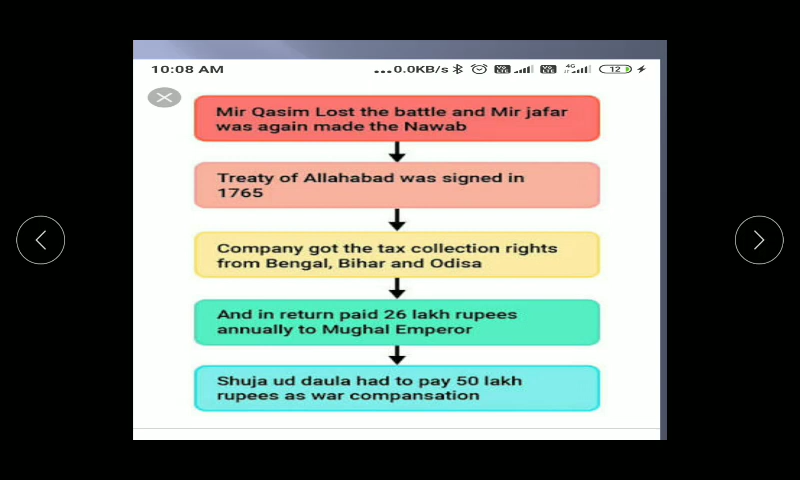 10:08 AM
...0.0KB/s
4G
12
Mir Qasim Lost the battle and Mir jafar
was again made the Nawab
Treaty of Allahabad was signed in
1765
Company got the tax collection rights
from Bengal, Bihar and Odisa
And in return paid 26 lakh rupees
annually to Mughal Emperor
Shuja ud daula had to pay 50 lakh
rupees as war compansation